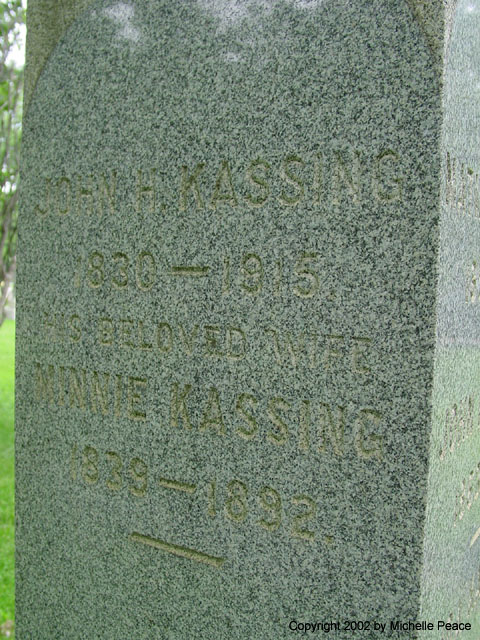 JOHN H. KASSING
1830—1915.
HIS BELOVED WIFE
MINNIE KASSING
1839—1892.
Copyright 2002 by Michelle Peace